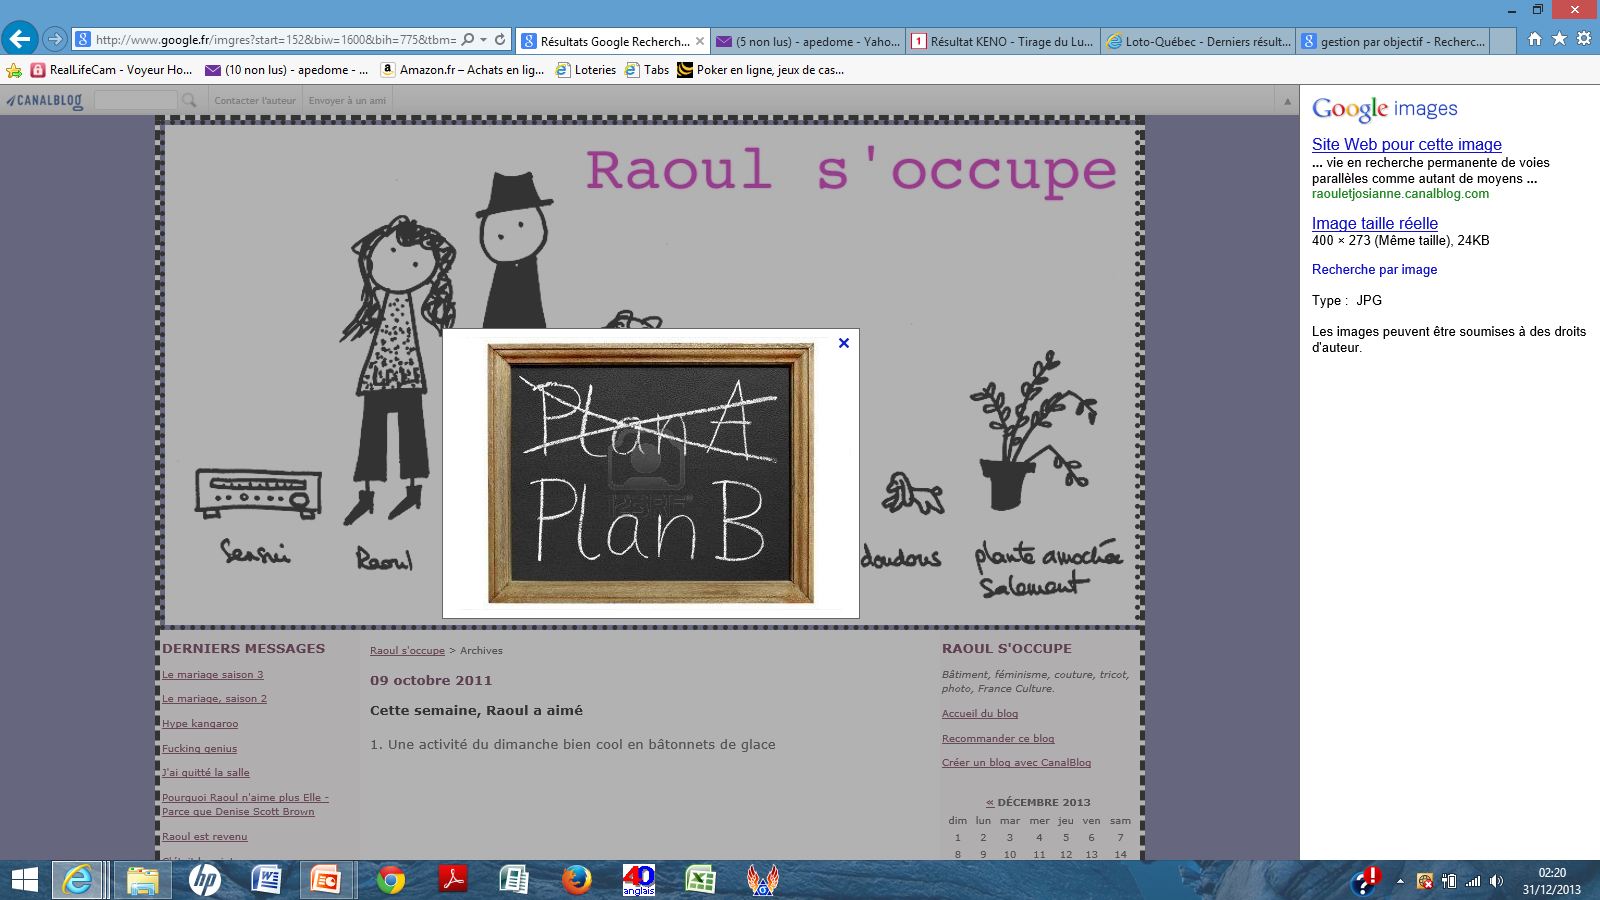 http://www.google.fr/imgres?start=152&biw=1600&bih=775&tbm=
Résultats Google Recherch...
(5 non lus) - apedome - Yaho...
Résultat KENO - Tirage du Lu...
Loto-Québec - Derniers résult...
gestion par objectif - Recherc...
RealLifeCam - Voyeur Ho...
(10 non lus) - apedome - ...
Amazon.fr – Achats en lig...
Loteries
Tabs
Poker en ligne, jeux de cas...
CANALBLOG
Contacter l'auteur
Envoyer à un ami
Raoul s'occupe
Plan A
Plan B
123RF
Sansui
Raoul
doudous
plante amochée
salement
Google images
Site Web pour cette image
... vie en recherche permanente de voies
parallèles comme autant de moyens ...
raouletjosianne.canalblog.com
Image taille réelle
400 × 273 (Même taille), 24KB
Recherche par image
Type : JPG
Les images peuvent être soumises à des droits
d'auteur.
DERNIERS MESSAGES
Le mariage saison 3
Le mariage, saison 2
Hype kangaroo
Fucking genius
J'ai quitté la salle
Pourquoi Raoul n'aime plus Elle -
Parce que Denise Scott Brown
Raoul est revenu
Raoul s'occupe > Archives
09 octobre 2011
Cette semaine, Raoul a aimé
1. Une activité du dimanche bien cool en bâtonnets de glace
RAOUL S'OCCUPE
Bâtiment, féminisme, couture, tricot,
photo, France Culture.
Accueil du blog
Recommander ce blog
Créer un blog avec CanalBlog
« DÉCEMBRE 2013
dim lun mar mer jeu ven sam
1 2 3 4 5 6 7
8 9 10 11 12 13 14
40
anglais
02:20
31/12/2013